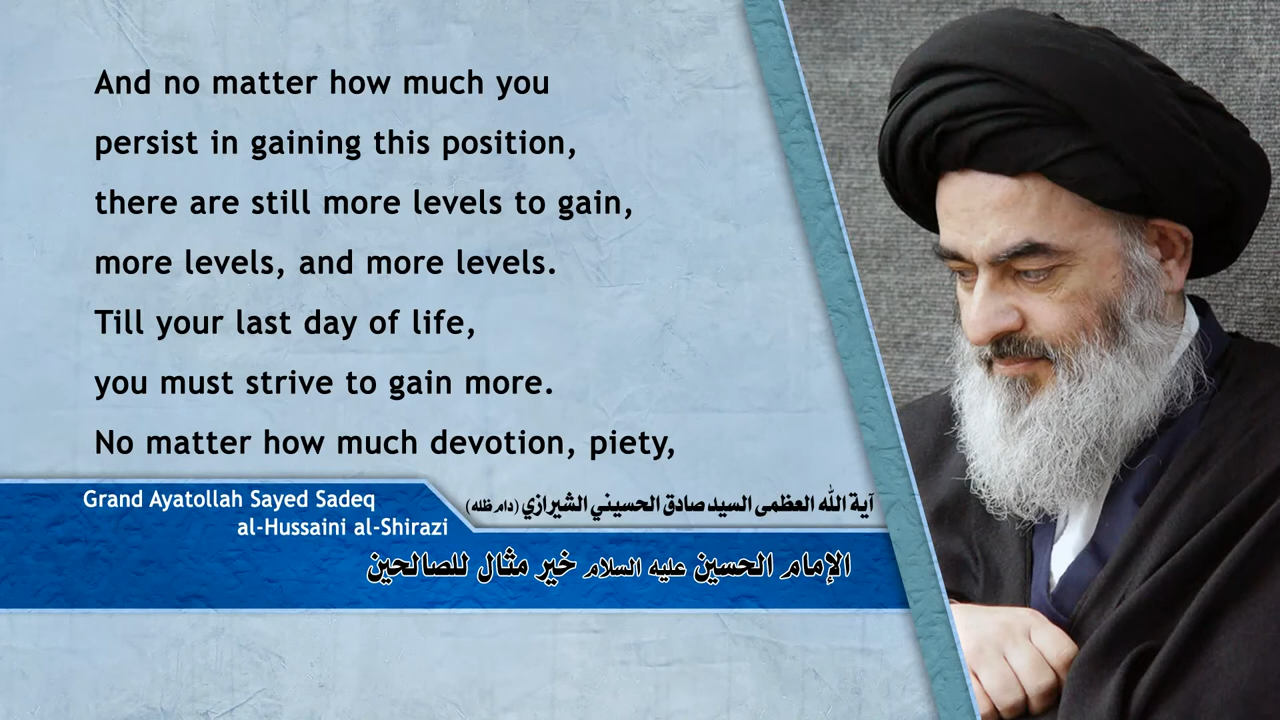 And no matter how much you
persist in gaining this position,
there are still more levels to gain,
more levels, and more levels.
Till your last day of life,
you must strive to gain more.
No matter how much devotion, piety,
Grand Ayatollah Sayed Sadeq
al-Hussaini al-Shirazi
آية الله العظمى السيد صادق الحسيني الشيرازي (دام ظله)
الإمام الحسين عليه السلام خير مثال للصالحين